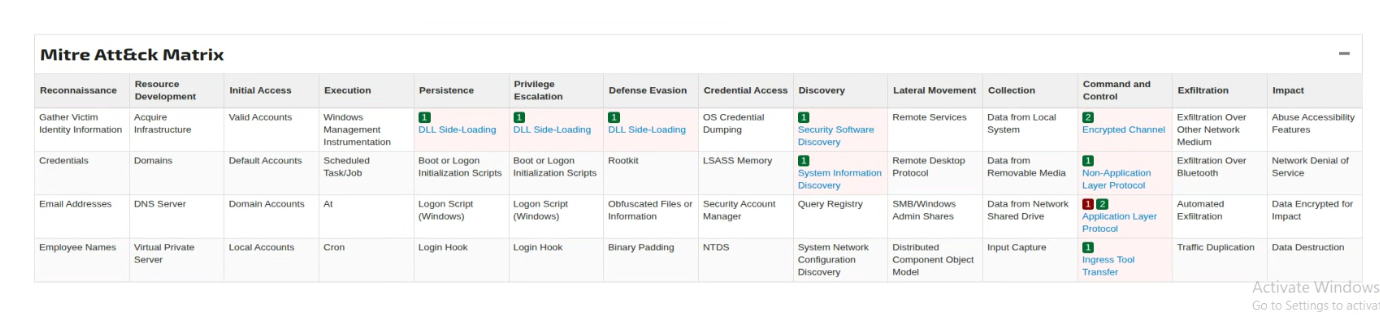 Mitre Att&ck Matrix
Reconnaissance
Resource
Development
Initial Access
Execution
Persistence
Privilege
Escalation
Defense Evasion
Credential Access
Discovery
Lateral Movement
Collection
Command and
Control
Exfiltration
Impact
Gather Victim
Identity Information
Acquire
Infrastructure
Valid Accounts
Windows
Management
Instrumentation
1
DLL Side-Loading
1
DLL Side-Loading
1
DLL Side-Loading
OS Credential
Dumping
1
Security Software
Discovery
Remote Services
Data from Local
System
2
Encrypted Channel
Exfiltration Over
Other Network
Medium
Abuse Accessibility
Features
Credentials
Domains
Default Accounts
Scheduled
Task/Job
Boot or Logon
Initialization Scripts
Boot or Logon
Initialization Scripts
Rootkit
LSASS Memory
1
System Information
Discovery
Remote Desktop
Protocol
Data from
Removable Media
1
Non-Application
Layer Protocol
Exfiltration Over
Bluetooth
Network Denial of
Service
Email Addresses
DNS Server
Domain Accounts
At
Logon Script
(Windows)
Logon Script
(Windows)
Obfuscated Files or
Information
Security Account
Manager
Query Registry
SMB/Windows
Admin Shares
Data from Network
Shared Drive
1 2
Application Layer
Protocol
Automated
Exfiltration
Data Encrypted for
Impact
Employee Names
Virtual Private
Server
Local Accounts
Cron
Login Hook
Login Hook
Binary Padding
NTDS
System Network
Configuration
Discovery
Distributed
Component Object
Model
Input Capture
1
Ingress Tool
Transfer
Traffic Duplication
Data Destruction
Activate Windows
Go to Settings to activa